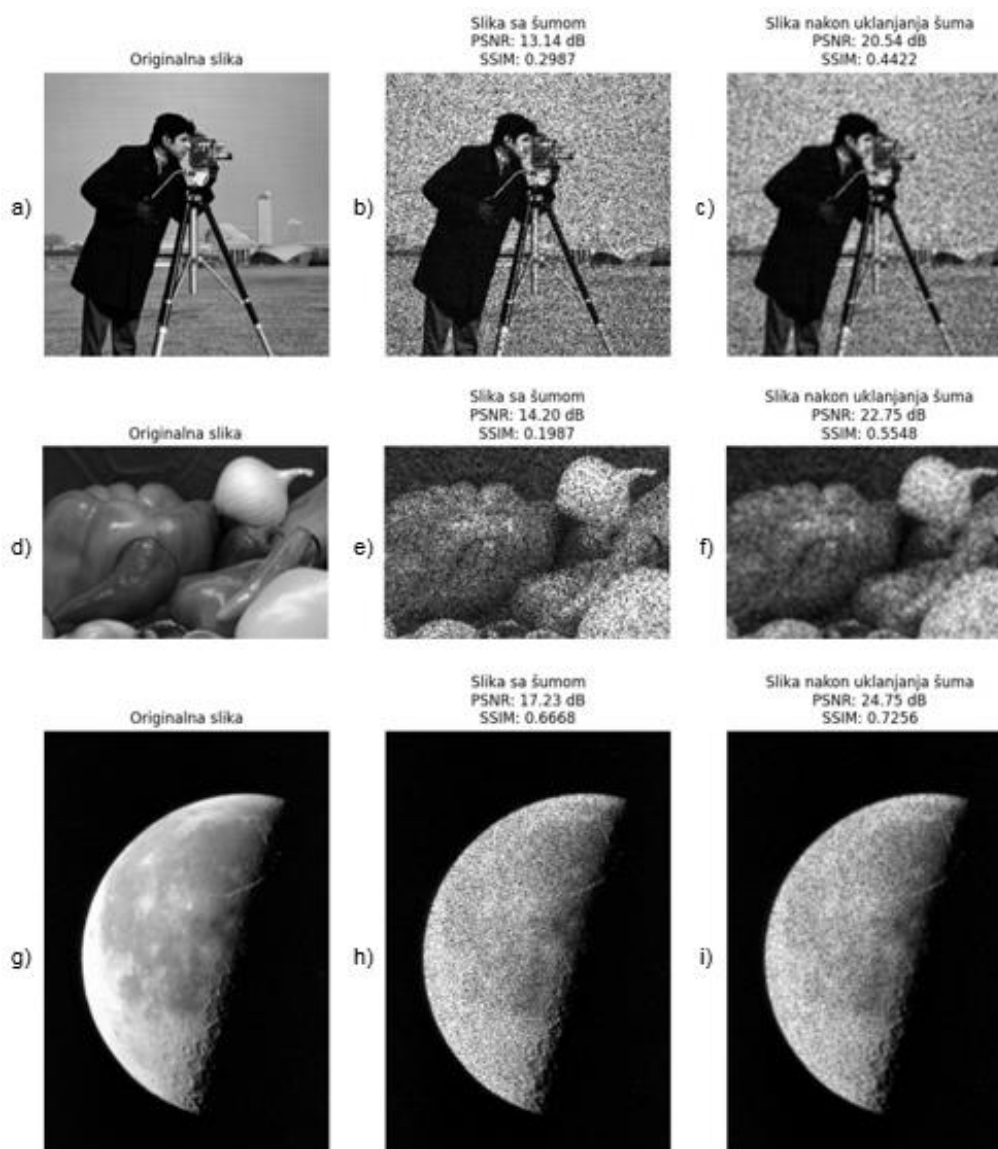 Originalna slika
Slika sa šumom
PSNR: 13.14 dB
SSIM: 0.2987
Slika nakon uklanjanja šuma
PSNR: 20.54 dB
SSIM: 0.4422
a)
b)
c)
Originalna slika
Slika sa šumom
PSNR: 14.20 dB
SSIM: 0.1987
Slika nakon uklanjanja šuma
PSNR: 22.75 dB
SSIM: 0.5548
d)
e)
f)
Originalna slika
Slika sa šumom
PSNR: 17.23 dB
SSIM: 0.6668
Slika nakon uklanjanja šuma
PSNR: 24.75 dB
SSIM: 0.7256
g)
h)
i)